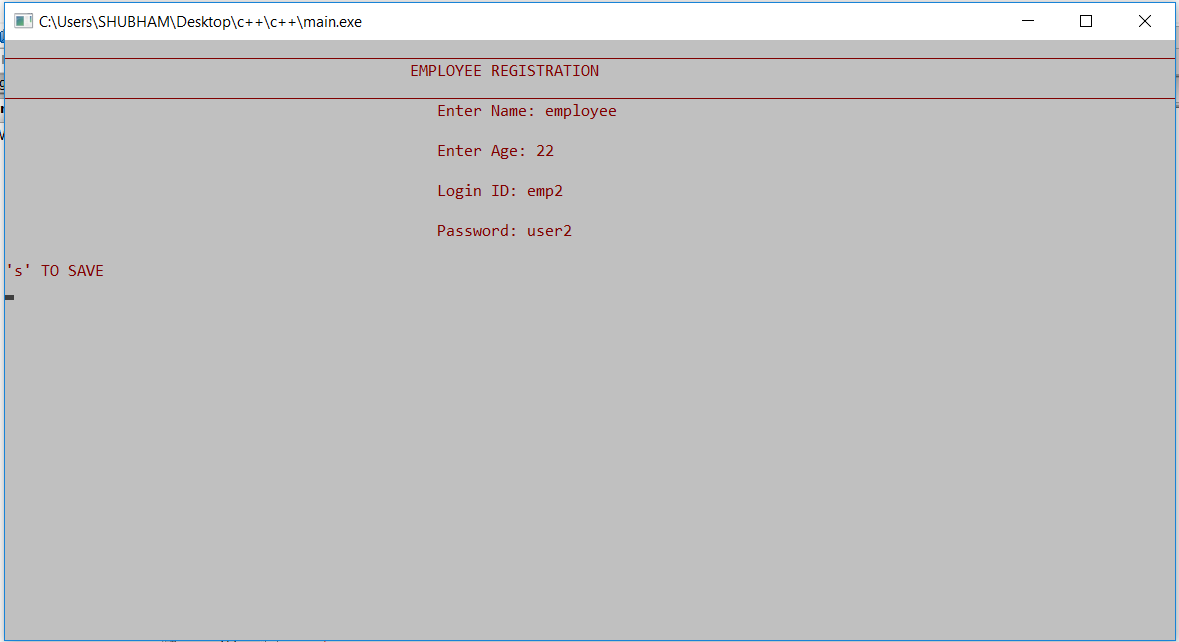 C:\Users\SHUBHAM\Desktop\c++\c++\main.exe
EMPLOYEE REGISTRATION
Enter Name: employee
Enter Age: 22
Login ID: emp2
Password: user2
's' TO SAVE